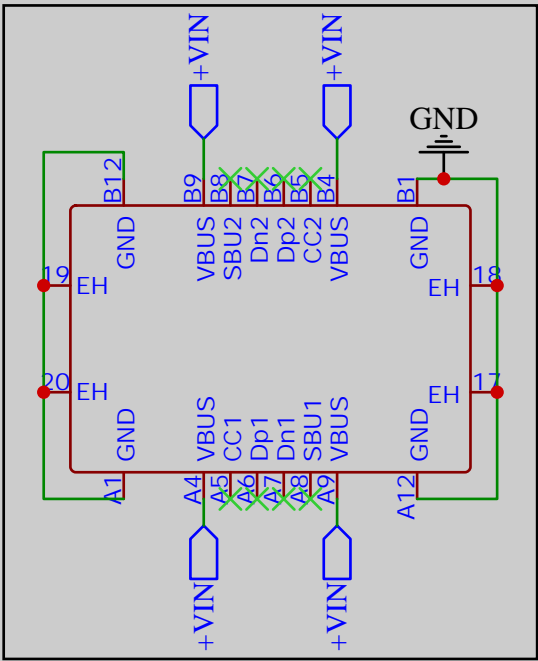 +VIN
+VIN
GND
B12
B9
B8
B7
B6
B5
B4
B1
GND
VBUS
SBU2
Dn2
Dp2
CC2
VBUS
GND
19
EH
EH
18
20
EH
EH
17
GND
VBUS
CC1
Dp1
Dn1
SBU1
VBUS
GND
A1
A4
A5
A6
A7
A8
A9
A12
+VIN
+VIN